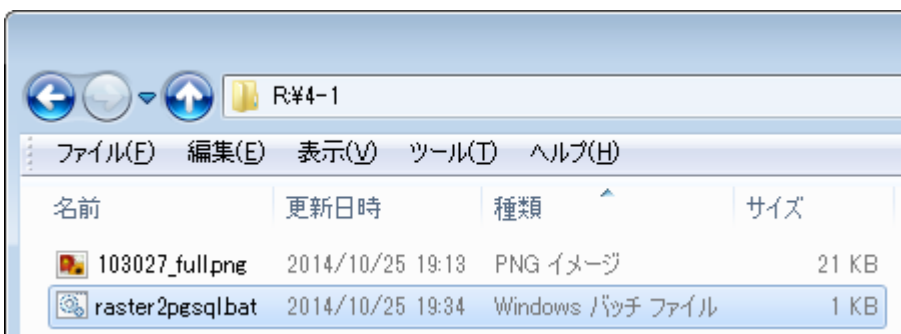 R:¥4-1
ファイル(F) 編集(E) 表示(V) ツール(T) ヘルプ(H)
名前 更新日時 種類 サイズ
103027_full.png 2014/10/25 19:13 PNG イメージ 21 KB
raster2pgsql.bat 2014/10/25 19:34 Windows バッチ ファイル 1 KB